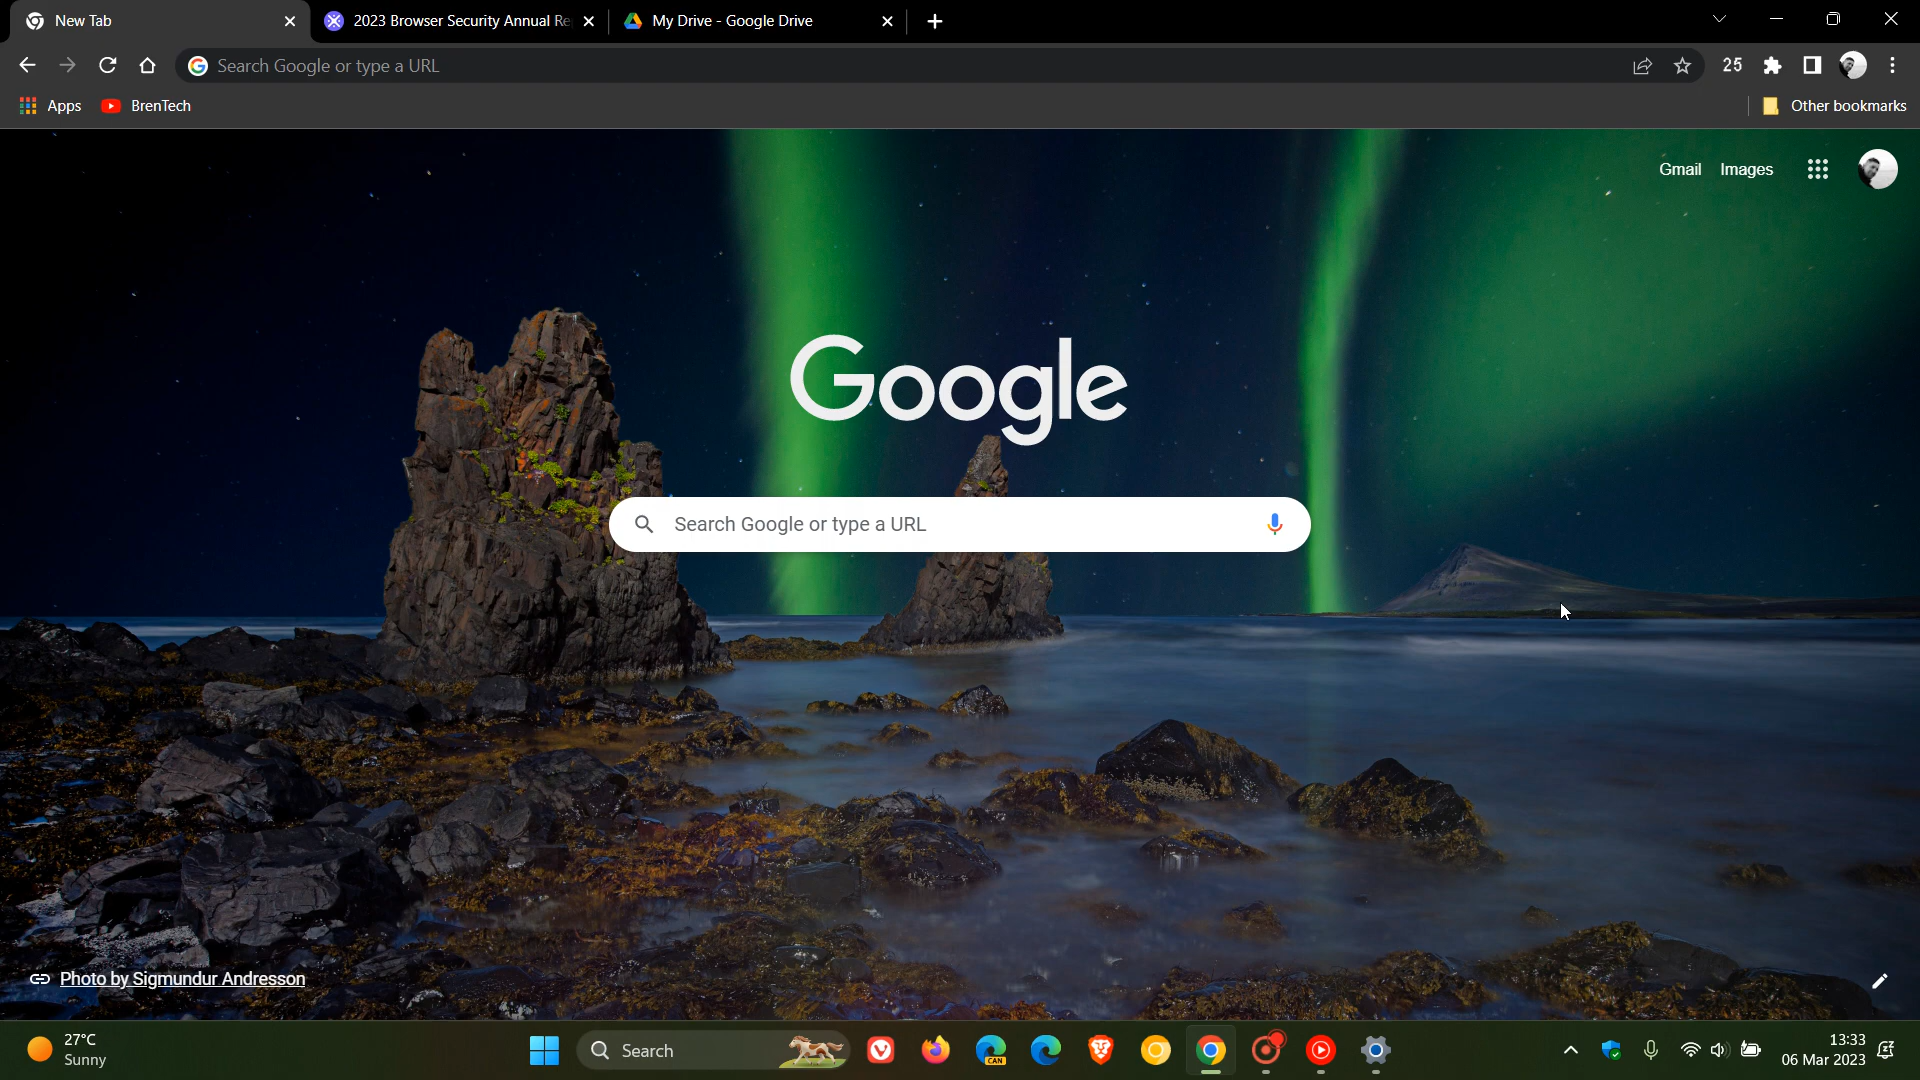 New Tab
2023 Browser Security Annual Re
My Drive - Google Drive
Search Google or type a URL
25
Apps
BrenTech
Other bookmarks
Gmail
Images
Google
Search Google or type a URL
Photo by Sigmundur Andresson
27°C
Sunny
Search
CAN
13:33
06 Mar 2023